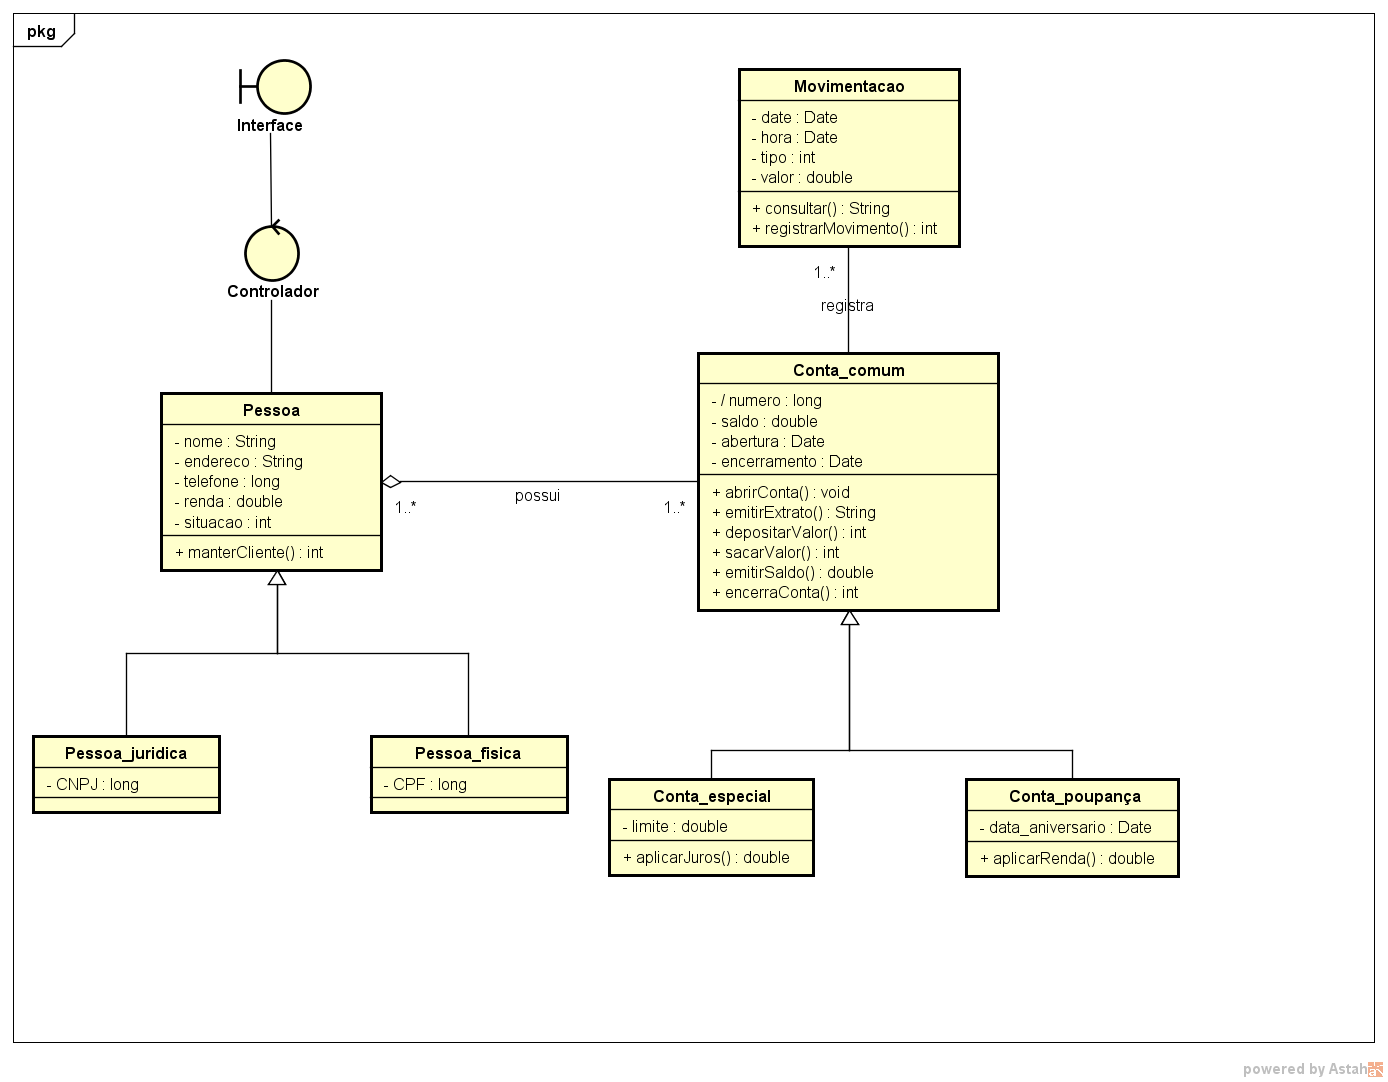 pkg
Interface
Controlador
Movimentacao
- date : Date
- hora : Date
- tipo : int
- valor : double
+ consultar() : String
+ registrarMovimento() : int
1..*
registra
Pessoa
- nome : String
- endereco : String
- telefone : long
- renda : double
- situacao : int
+ manterCliente() : int
1..*
possui
1..*
Conta_comum
- / numero : long
- saldo : double
- abertura : Date
- encerramento : Date
+ abrirConta() : void
+ emitirExtrato() : String
+ depositarValor() : int
+ sacarValor() : int
+ emitirSaldo() : double
+ encerraConta() : int
Pessoa_juridica
- CNPJ : long
Pessoa_fisica
- CPF : long
Conta_especial
- limite : double
+ aplicarJuros() : double
Conta_poupança
- data_aniversario : Date
+ aplicarRenda() : double
powered by Astah